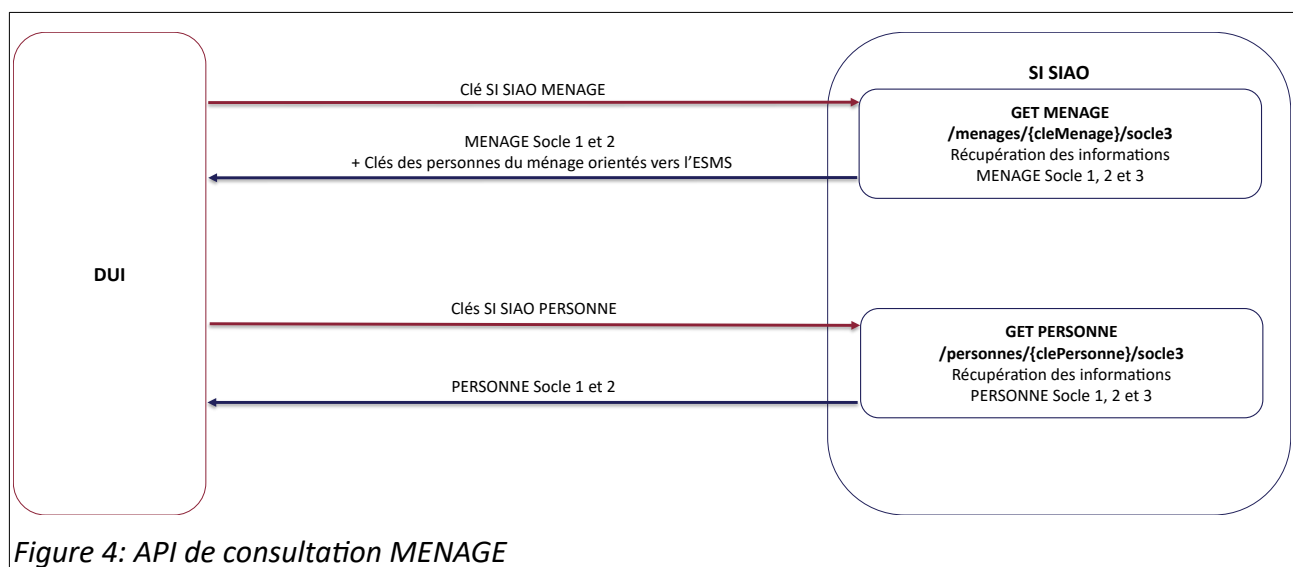 SI SIAO
Clé SI SIAO MENAGE
GET MENAGE
/menages/{cleMenage}/socle3
Récupération des informations
MENAGE Socle 1, 2 et 3
MENAGE Socle 1 et 2
+ Clés des personnes du ménage orientés vers l'ESMS
DUI
Clés SI SIAO PERSONNE
GET PERSONNE
/personnes/{clePersonne}/socle3
Récupération des informations
PERSONNE Socle 1, 2 et 3
PERSONNE Socle 1 et 2
Figure 4: API de consultation MENAGE